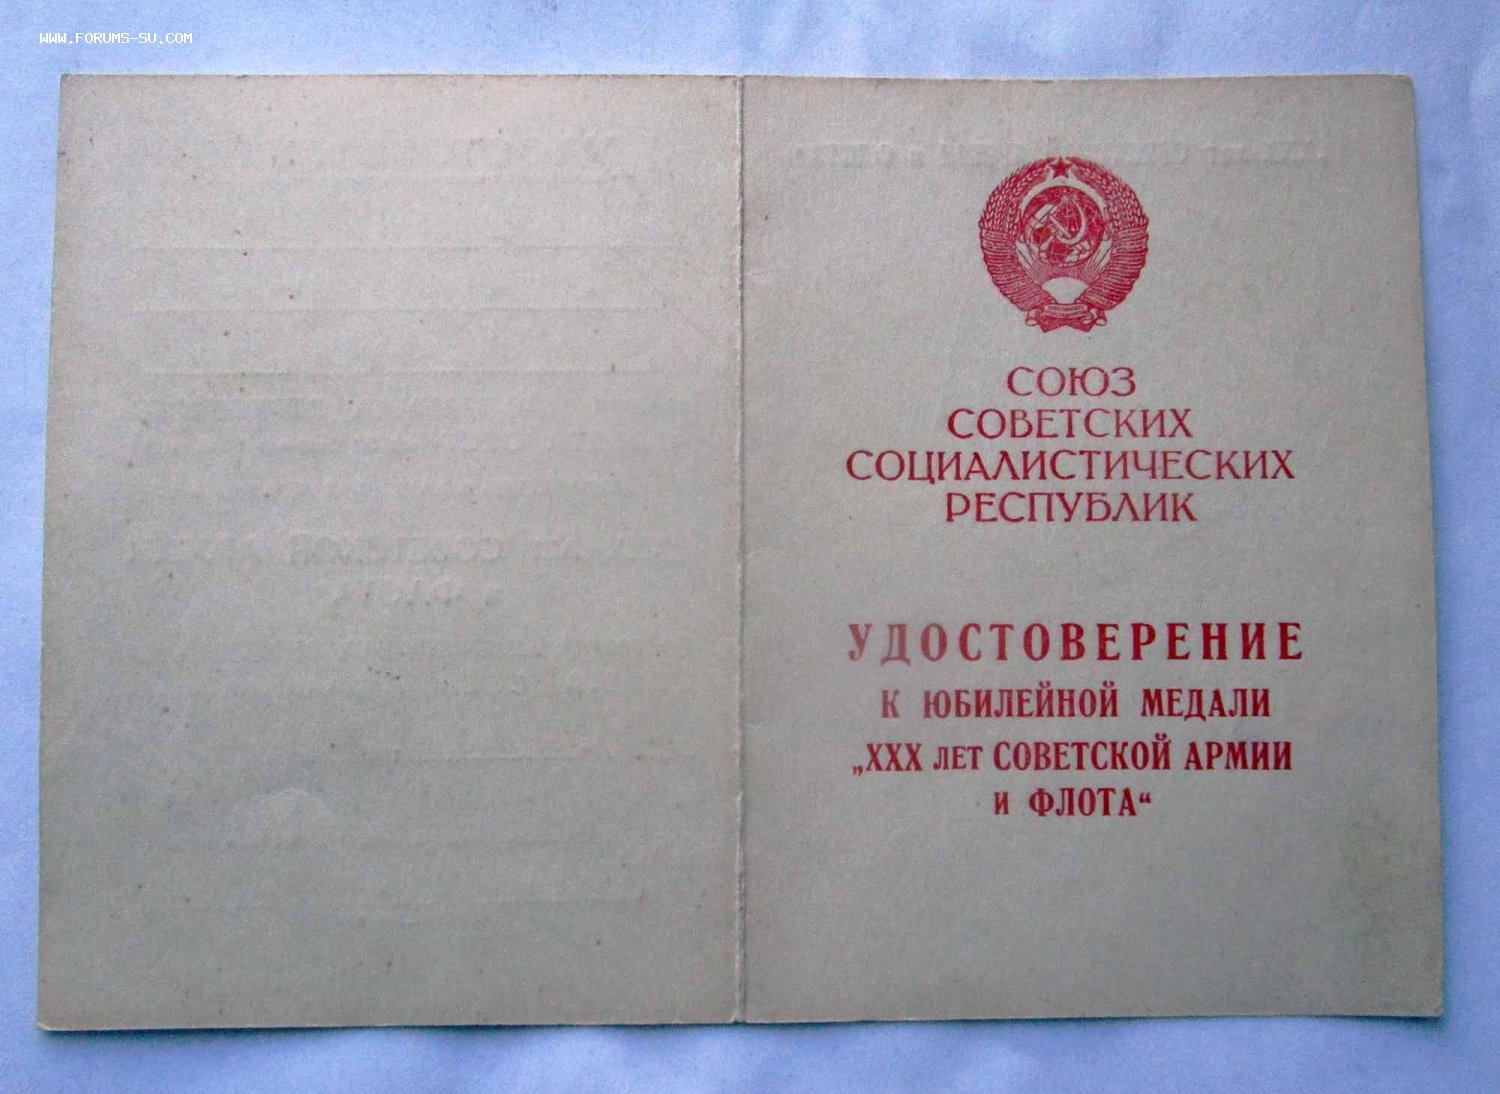 WWW.FORUMS-SU.COM
СОЮЗ
СОВЕТСКИХ
СОЦИАЛИСТИЧЕСКИХ
РЕСПУБЛИК
УДОСТОВЕРЕНИЕ
К ЮБИЛЕЙНОЙ МЕДАЛИ
„XXX ЛЕТ СОВЕТСКОЙ АРМИИ
И ФЛОТА“